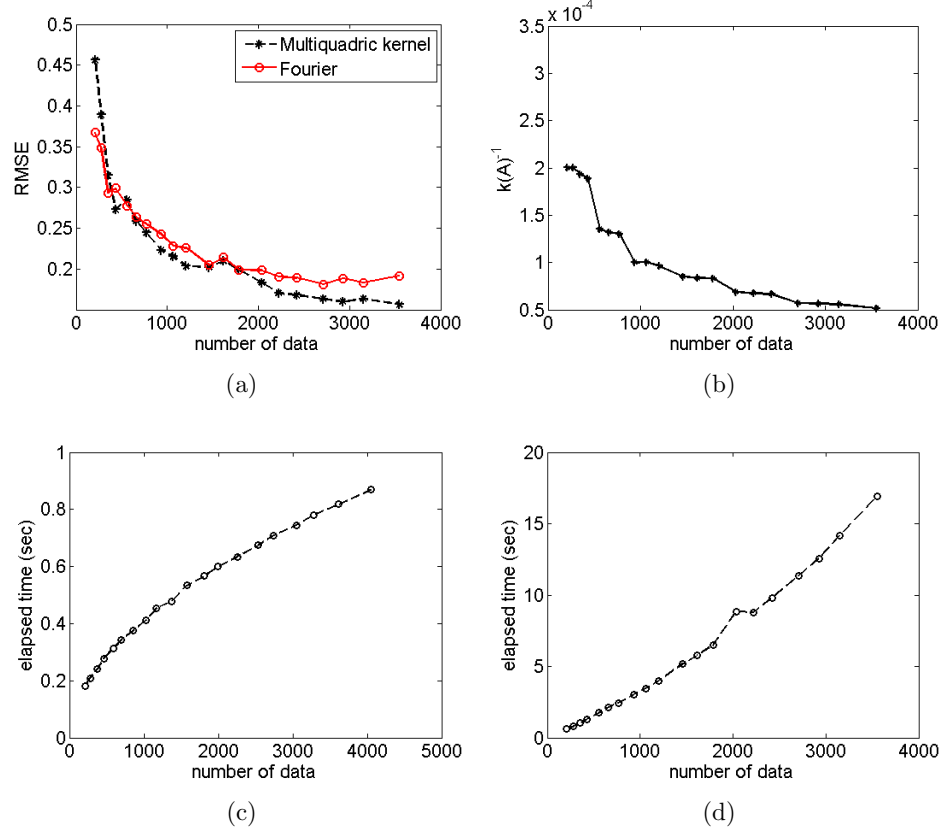 0.5
0.45
0.4
0.35
0.3
0.25
0.2
RMSE
Multiquadric kernel
Fourier
0 1000 2000 3000 4000
number of data
(a)
x 10^-4
3.5
3
2.5
2
1.5
1
0.5
k(A)^-1
0 1000 2000 3000 4000
number of data
(b)
1
0.8
0.6
0.4
0.2
0
elapsed time (sec)
0 1000 2000 3000 4000 5000
number of data
(c)
20
15
10
5
0
elapsed time (sec)
0 1000 2000 3000 4000
number of data
(d)